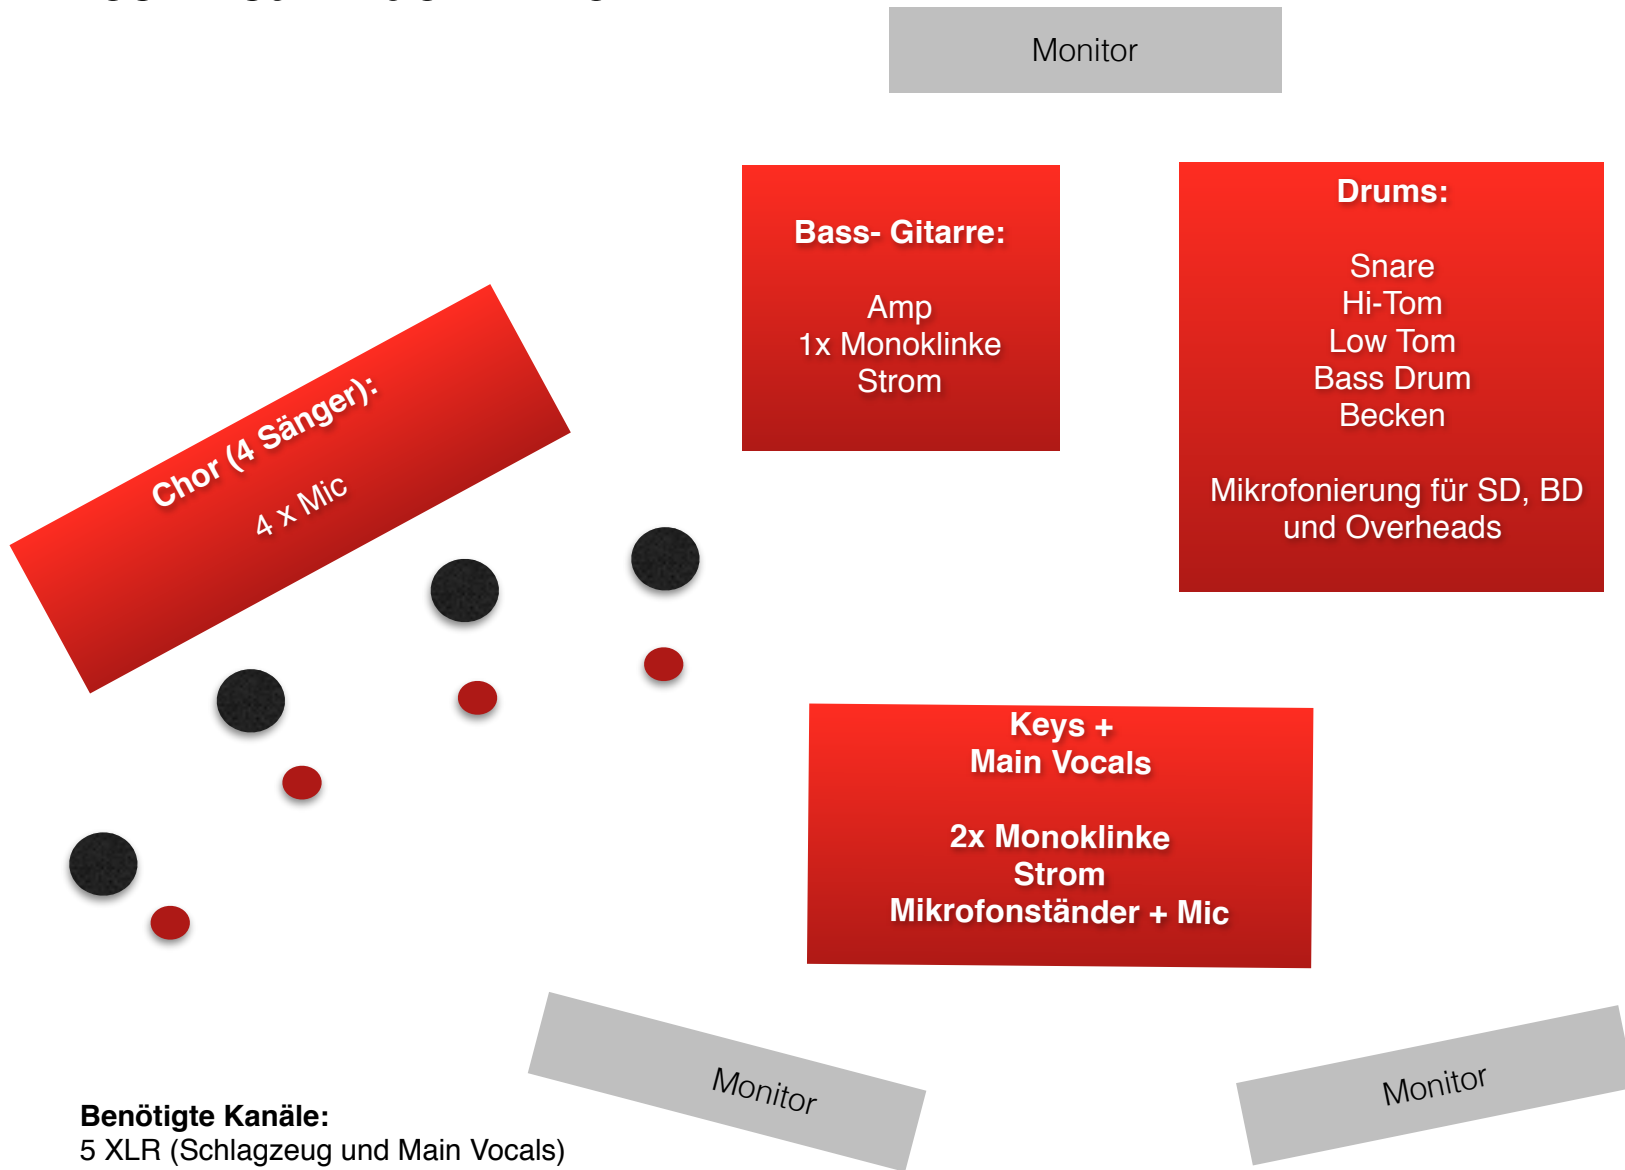 Monitor
Bass- Gitarre:
Amp
1x Monoklinke
Strom
Drums:
Snare
Hi-Tom
Low Tom
Bass Drum
Becken
Mikrofonierung für SD, BD
und Overheads
Chor (4 Sänger):
4 x Mic
Keys +
Main Vocals
2x Monoklinke
Strom
Mikrofonständer + Mic
Monitor
Monitor
Benötigte Kanäle:
5 XLR (Schlagzeug und Main Vocals)